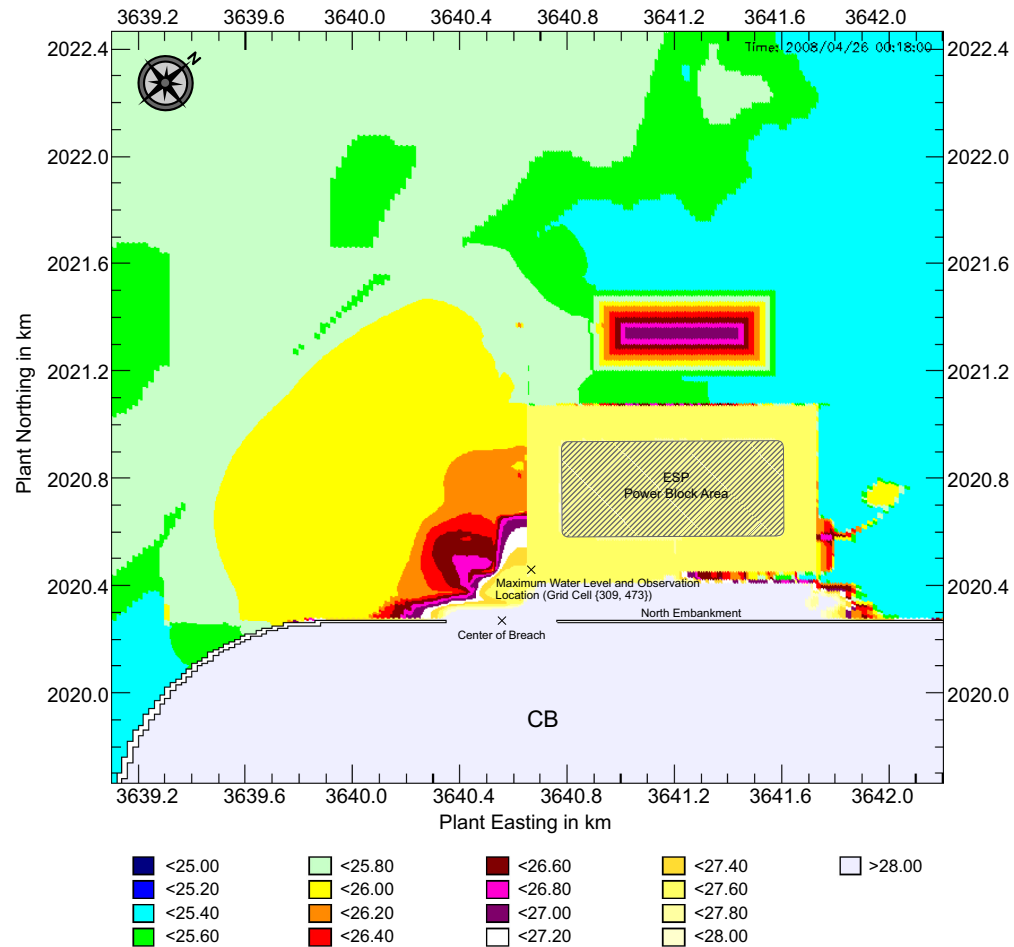 3639.2 3639.6 3640.0 3640.4 3640.8 3641.2 3641.6 3642.0
2022.4 Time: 2008/04/26 00:18:00 2022.4
N
2022.0 2022.0
2021.6 2021.6
2021.2 2021.2
Plant Northing in km
2020.8 2020.8
ESP
Power Block Area
2020.4 2020.4
Maximum Water Level and Observation
Location (Grid Cell {309, 473})
North Embankment
Center of Breach
2020.0 2020.0
CB
3639.2 3639.6 3640.0 3640.4 3640.8 3641.2 3641.6 3642.0
Plant Easting in km
<25.00 <25.80 <26.60 <27.40 >28.00
<25.20 <26.00 <26.80 <27.60
<25.40 <26.20 <27.00 <27.80
<25.60 <26.40 <27.20 <28.00